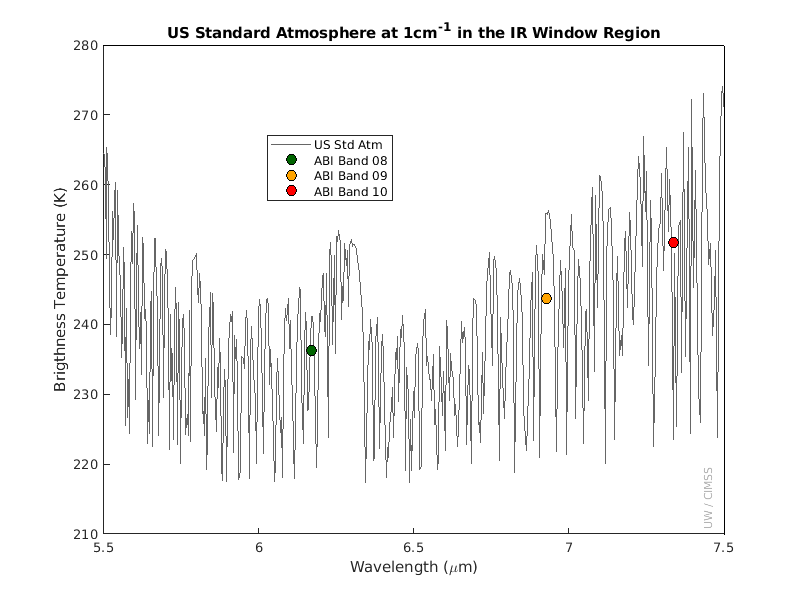 US Standard Atmosphere at 1cm-1 in the IR Window Region
280
270
260
250
240
230
220
210
Brigthness Temperature (K)
US Std Atm
ABI Band 08
ABI Band 09
ABI Band 10
UW / CIMSS
5.5 6 6.5 7 7.5
Wavelength (μm)